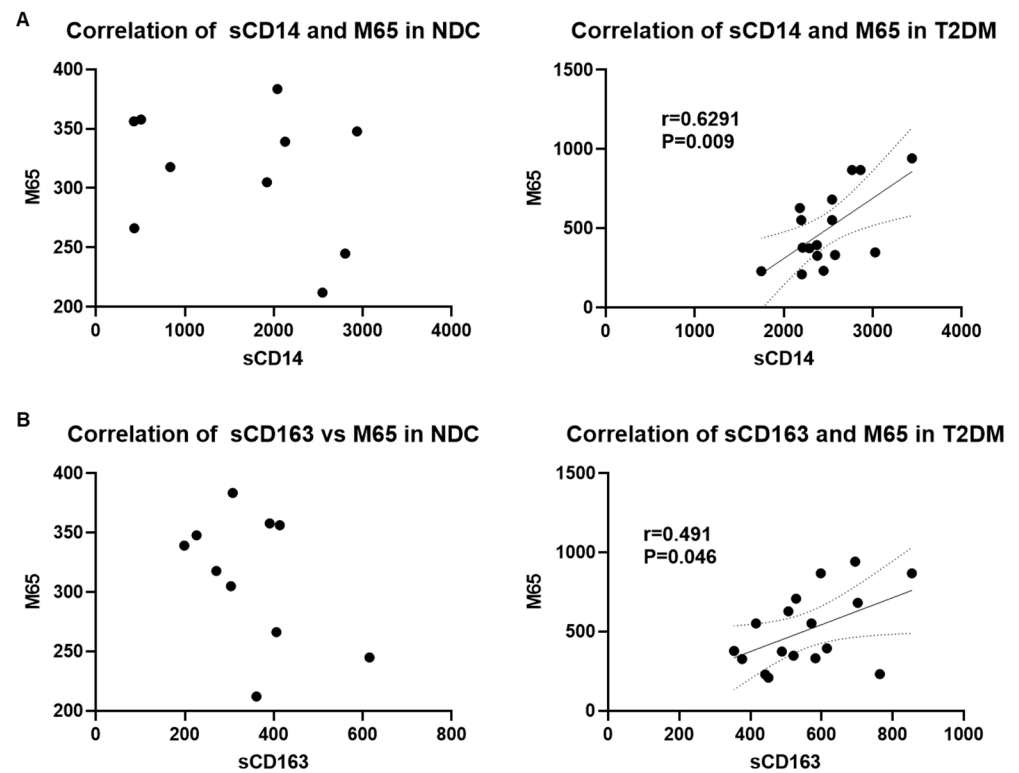 A
Correlation of sCD14 and M65 in NDC
400
350
300
250
200
M65
0
1000
2000
3000
4000
sCD14
Correlation of sCD14 and M65 in T2DM
1500
1000
500
0
M65
r=0.6291
P=0.009
0
1000
2000
3000
4000
sCD14
B
Correlation of sCD163 vs M65 in NDC
400
350
300
250
200
M65
0
200
400
600
800
sCD163
Correlation of sCD163 and M65 in T2DM
1500
1000
500
0
M65
r=0.491
P=0.046
0
200
400
600
800
1000
sCD163